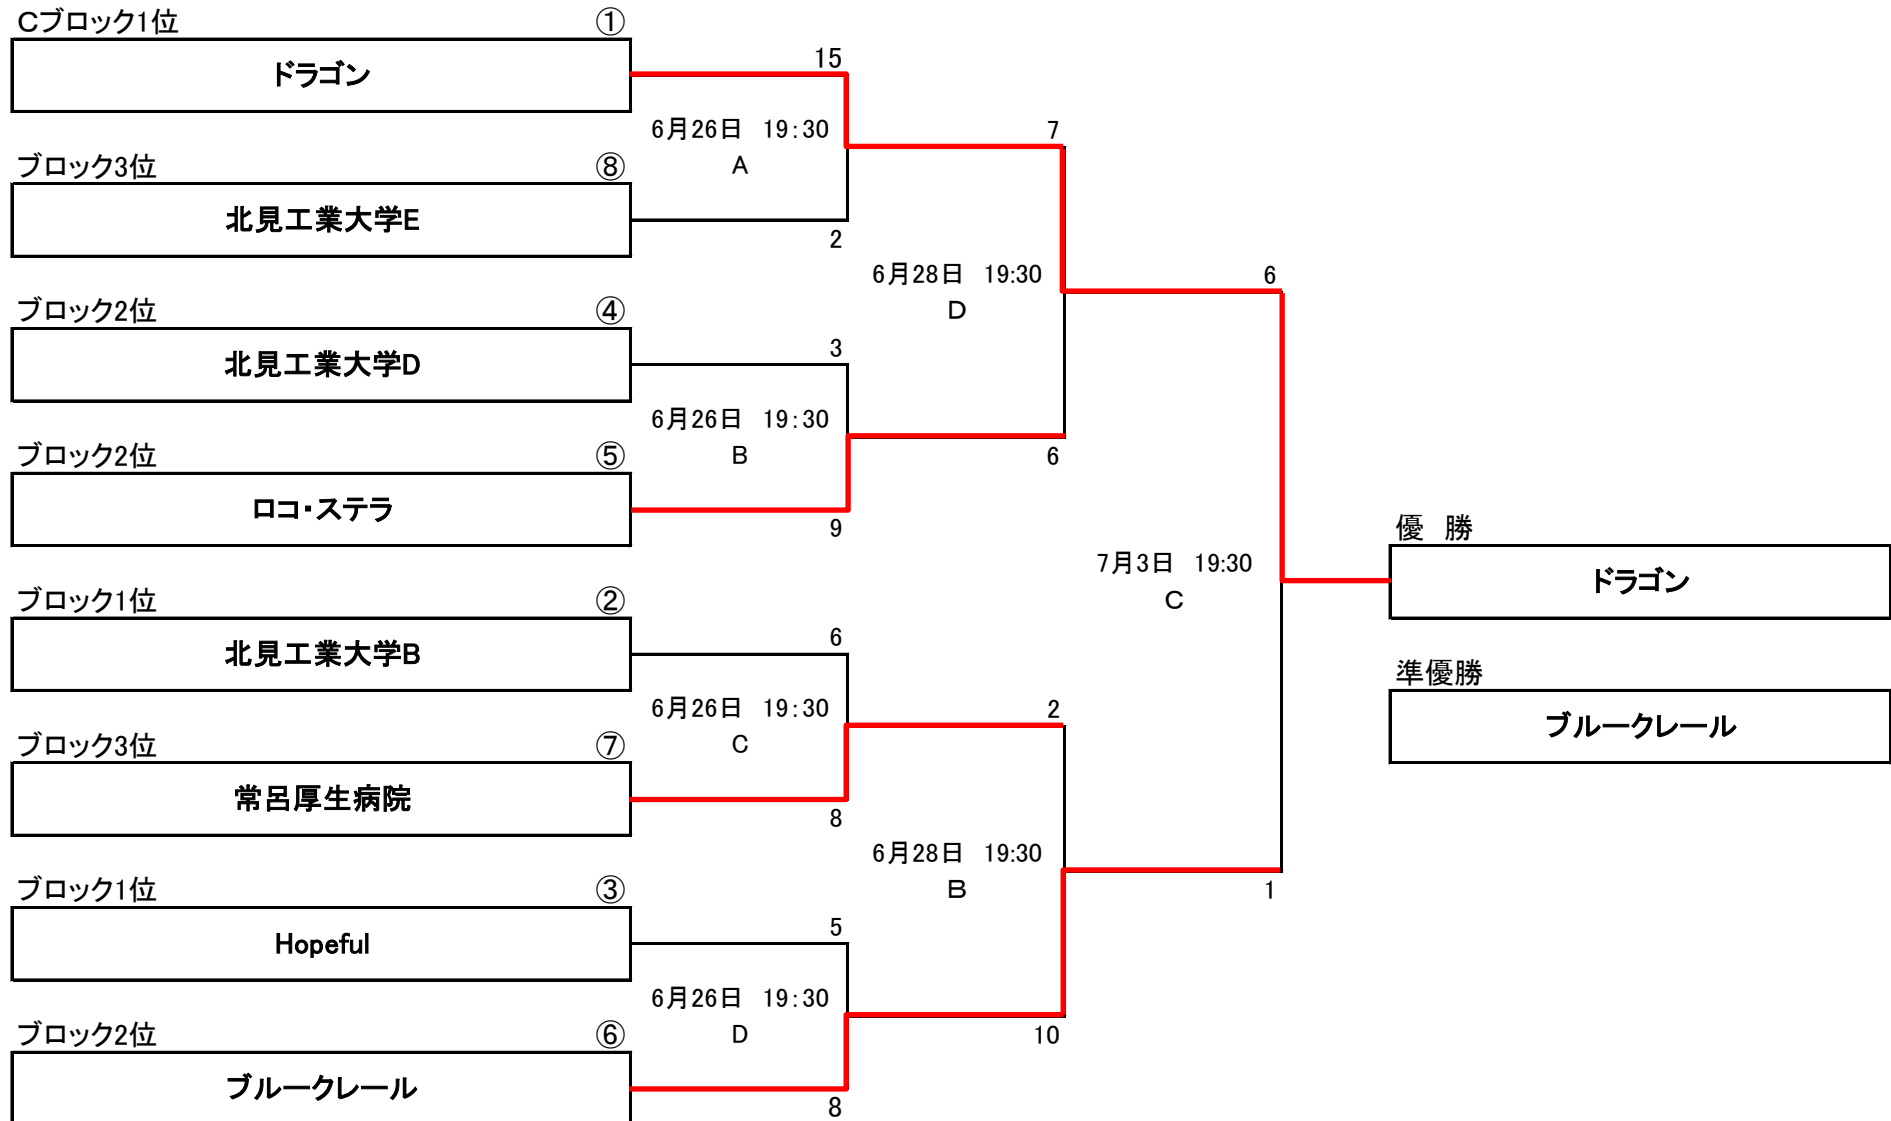 Cブロック1位 ①
ドラゴン
15
6月26日 19:30
A
7
ブロック3位 ⑧
北見工業大学E
2
6月28日 19:30
D
6
ブロック2位 ④
北見工業大学D
3
6月26日 19:30
B
6
ブロック2位 ⑤
ロコ・ステラ
9
優 勝
ドラゴン
7月3日 19:30
C
ブロック1位 ②
北見工業大学B
6
6月26日 19:30
C
2
準優勝
ブルークレール
ブロック3位 ⑦
常呂厚生病院
8
6月28日 19:30
B
1
ブロック1位 ③
Hopeful
5
6月26日 19:30
D
10
ブロック2位 ⑥
ブルークレール
8